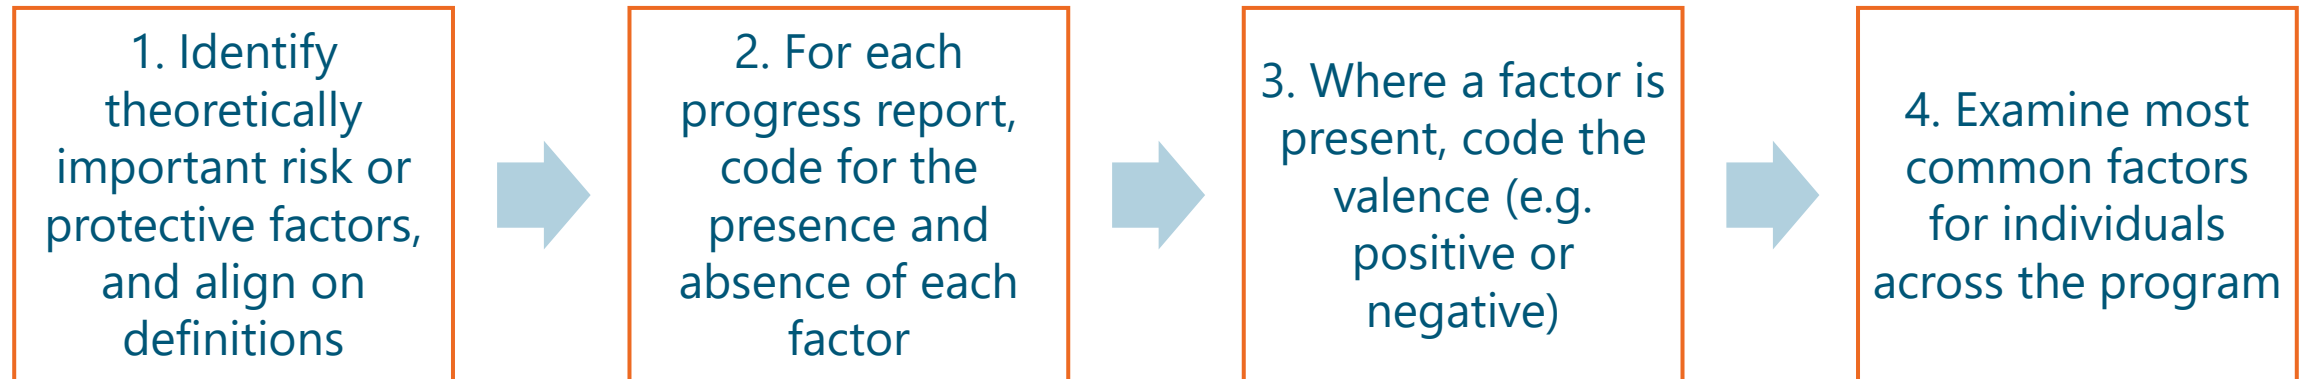 1. Identify
theoretically
important risk or
protective factors,
and align on
definitions
2. For each
progress report,
code for the
presence and
absence of each
factor
3. Where a factor is
present, code the
valence (e.g.
positive or
negative)
4. Examine most
common factors
for individuals
across the program